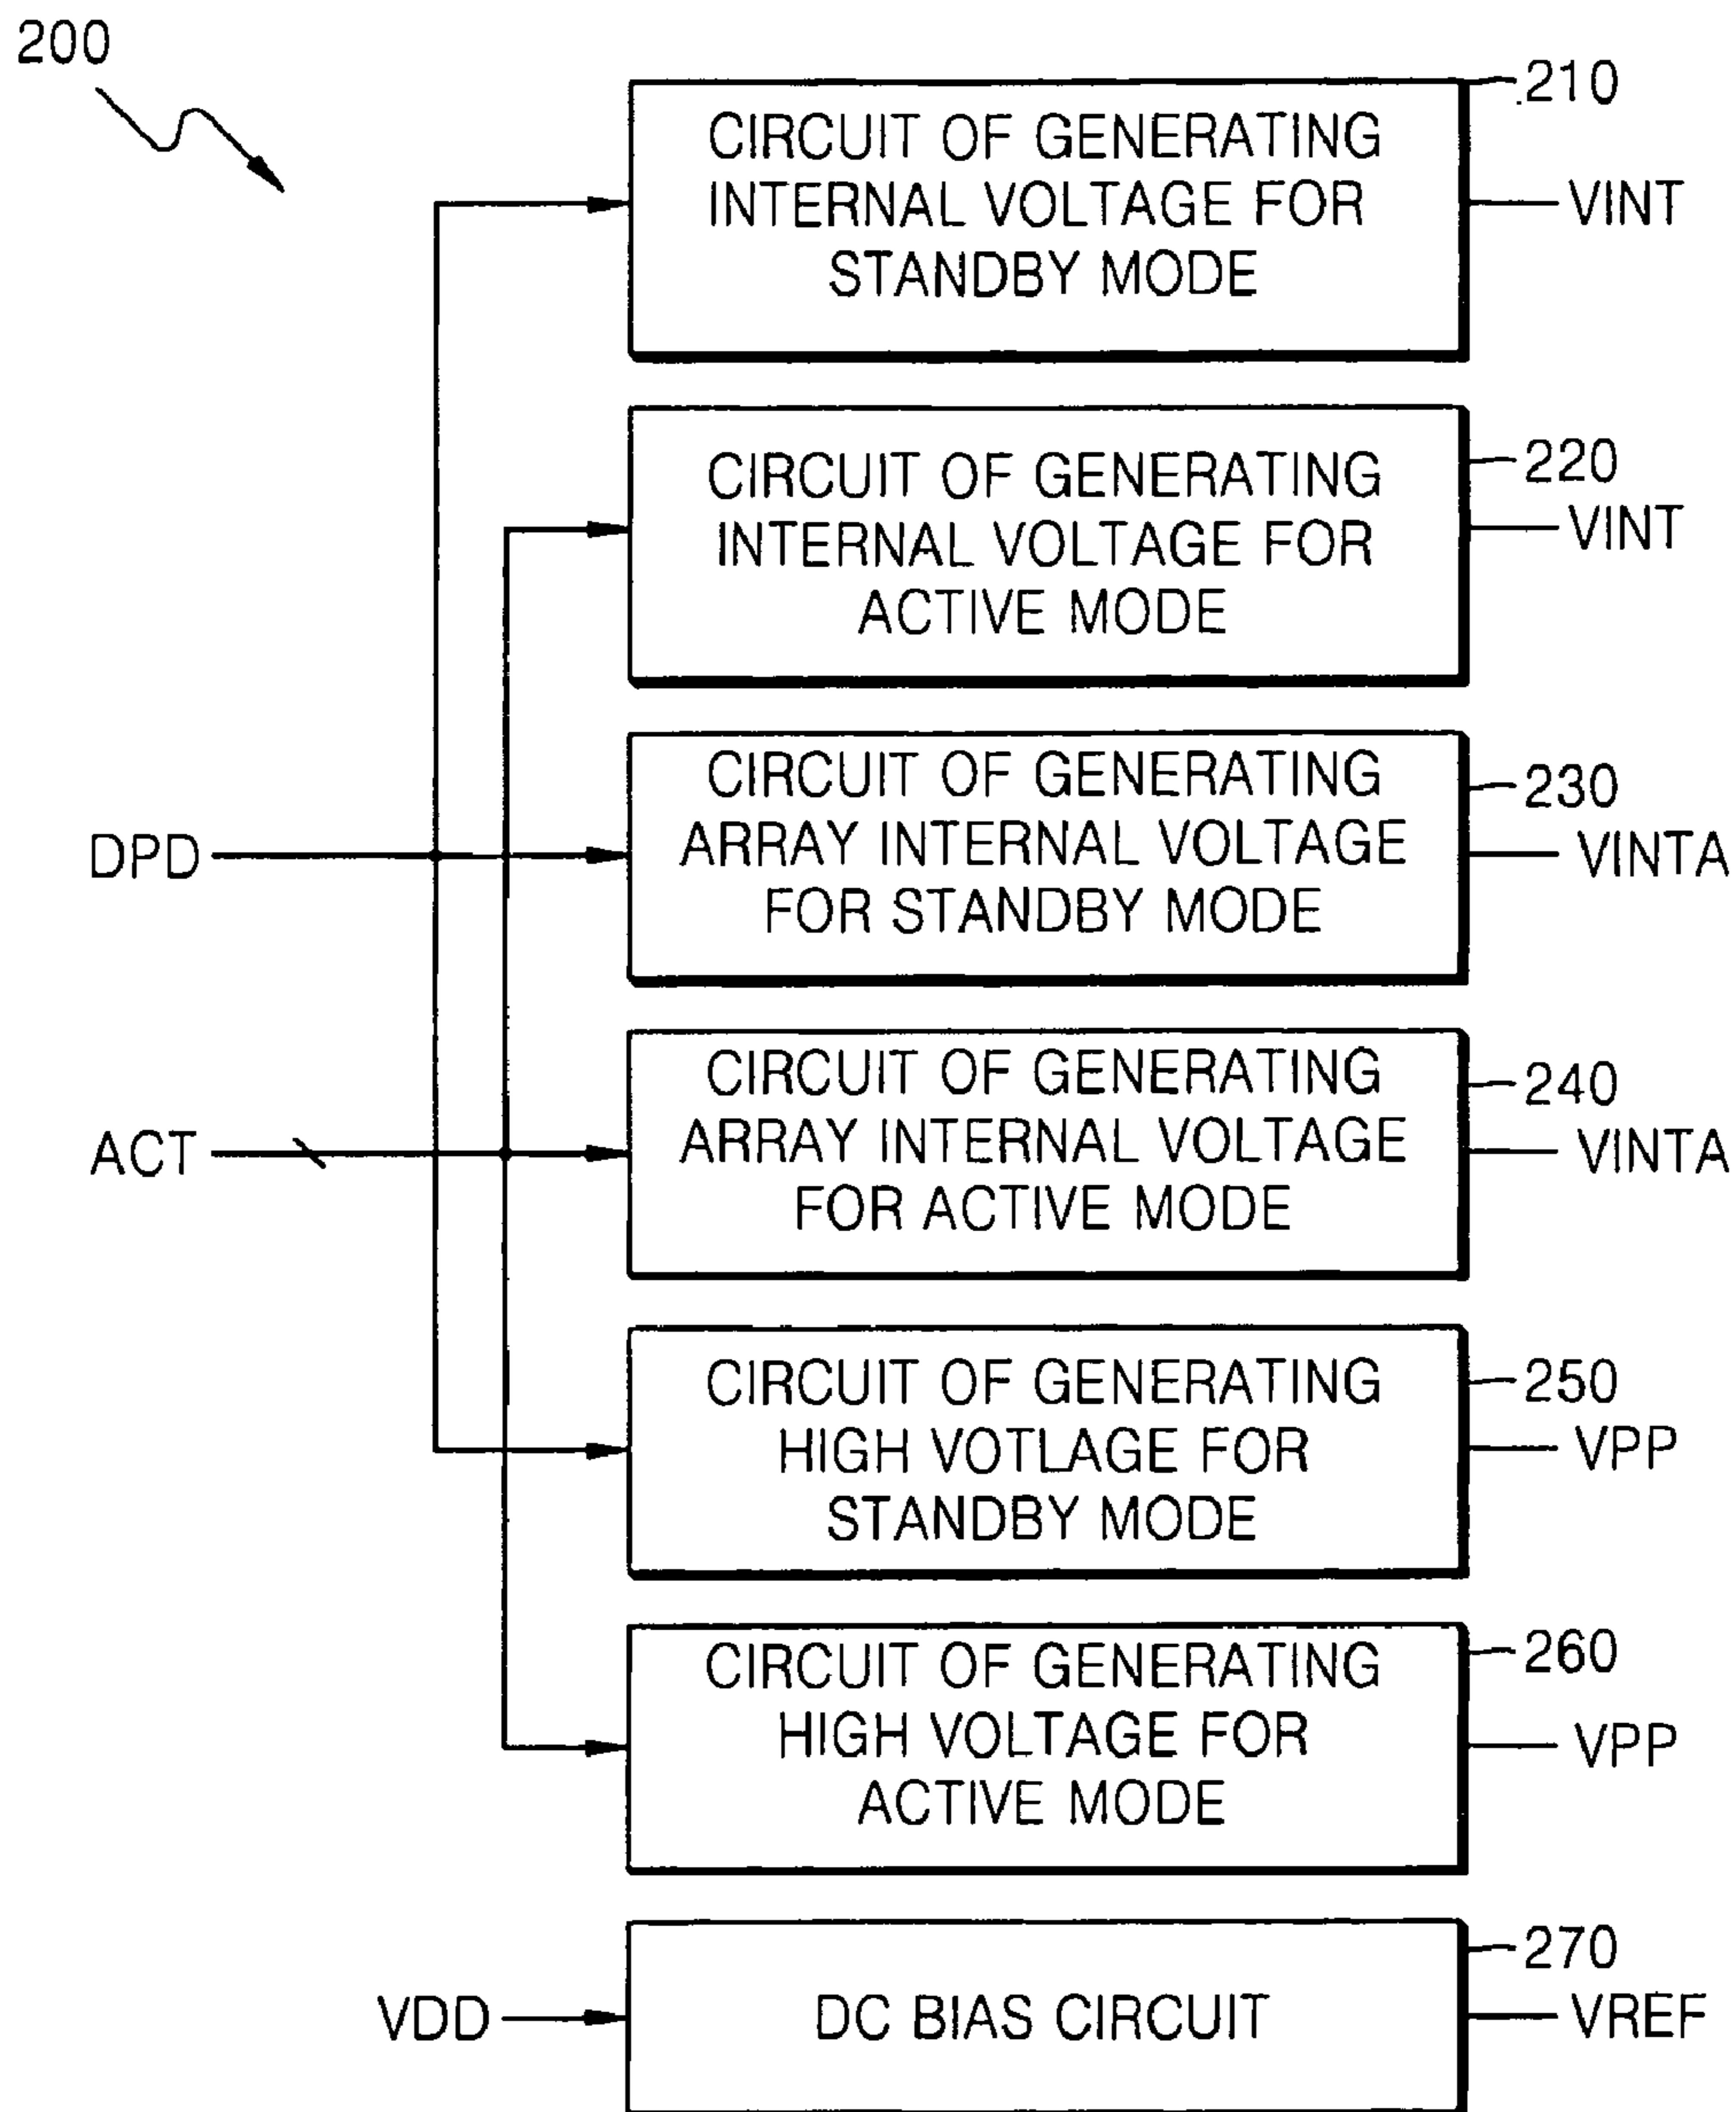 200
210
CIRCUIT OF GENERATING
INTERNAL VOLTAGE FOR
STANDBY MODE
VINT
220
CIRCUIT OF GENERATING
INTERNAL VOLTAGE FOR
ACTIVE MODE
VINT
230
CIRCUIT OF GENERATING
ARRAY INTERNAL VOLTAGE
FOR STANDBY MODE
DPD
VINTA
240
CIRCUIT OF GENERATING
ARRAY INTERNAL VOLTAGE
FOR ACTIVE MODE
ACT
VINTA
250
CIRCUIT OF GENERATING
HIGH VOTLAGE FOR
STANDBY MODE
VPP
260
CIRCUIT OF GENERATING
HIGH VOLTAGE FOR
ACTIVE MODE
VPP
270
VDD
DC BIAS CIRCUIT
VREF